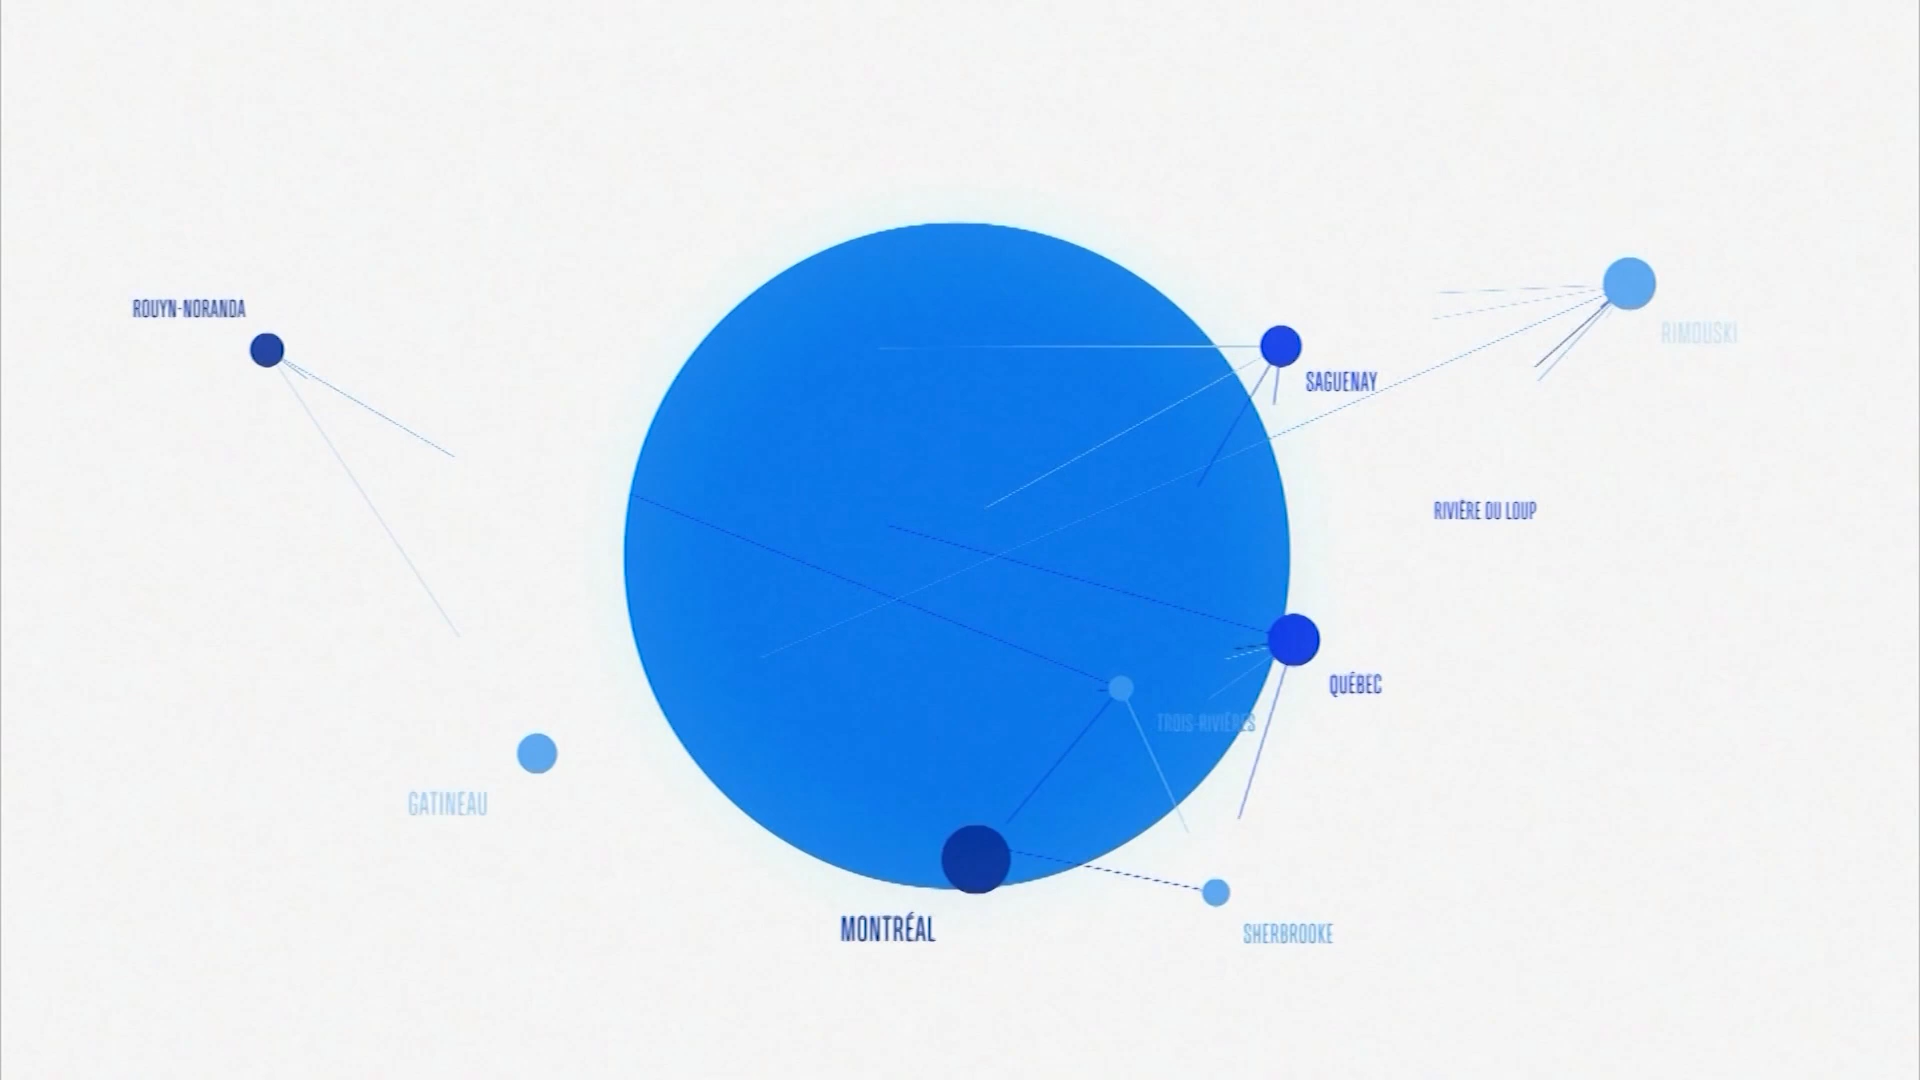 ROUYN-NORANDA
RIMOUSKI
SAGUENAY
RIVIÈRE DU LOUP
QUÉBEC
TROIS-RIVIÈRES
GATINEAU
MONTRÉAL
SHERBROOKE